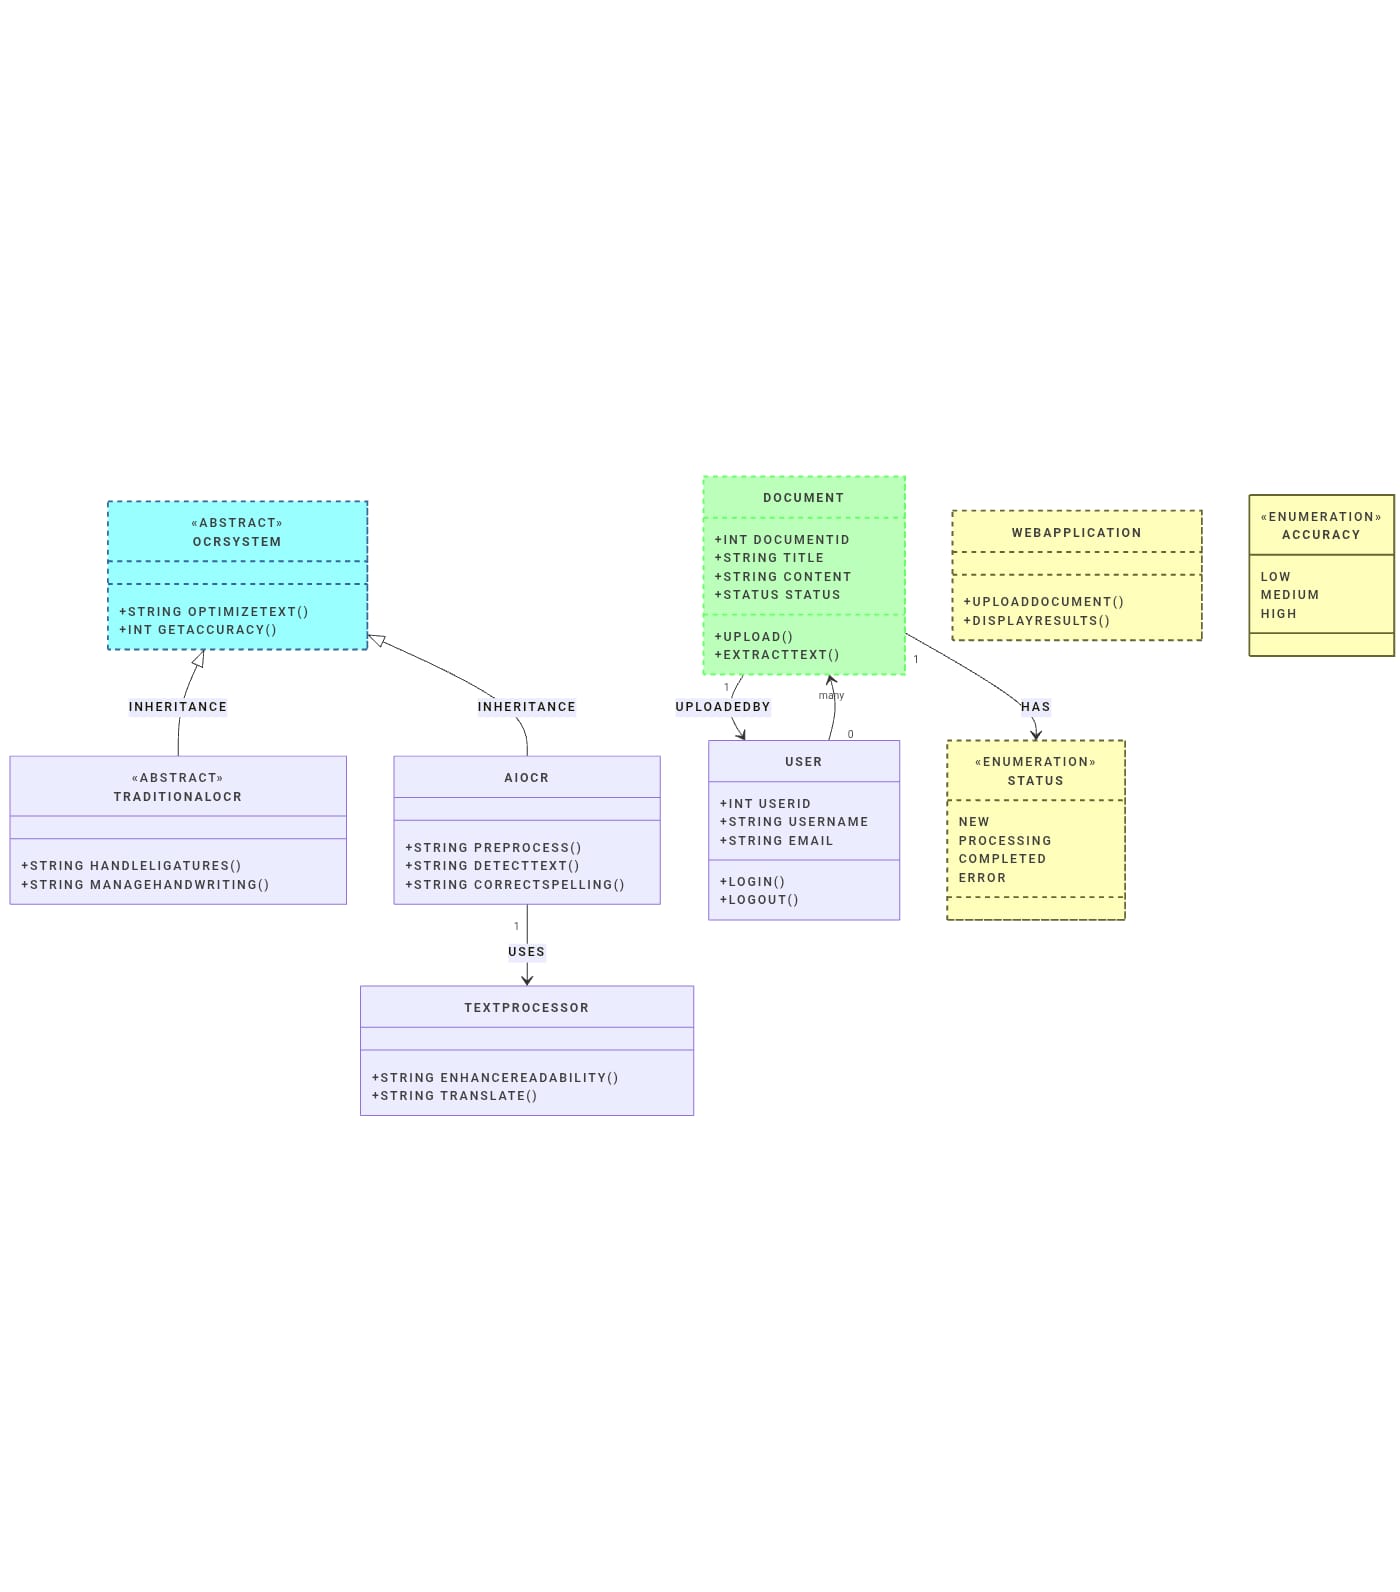 «ABSTRACT»
OCRSYSTEM
+STRING OPTIMIZETEXT()
+INT GETACCURACY()
DOCUMENT
+INT DOCUMENTID
+STRING TITLE
+STRING CONTENT
+STATUS STATUS
+UPLOAD()
+EXTRACTTEXT()
WEBAPPLICATION
+UPLOADDOCUMENT()
+DISPLAYRESULTS()
«ENUMERATION»
ACCURACY
LOW
MEDIUM
HIGH
INHERITANCE
INHERITANCE
1
UPLOADEDBY
many
0
1
HAS
«ABSTRACT»
TRADITIONALOCR
+STRING HANDLELIGATURES()
+STRING MANAGEHANDWRITING()
AIOCR
+STRING PREPROCESS()
+STRING DETECTTEXT()
+STRING CORRECTSPELLING()
USER
+INT USERID
+STRING USERNAME
+STRING EMAIL
+LOGIN()
+LOGOUT()
«ENUMERATION»
STATUS
NEW
PROCESSING
COMPLETED
ERROR
1
USES
TEXTPROCESSOR
+STRING ENHANCEREADABILITY()
+STRING TRANSLATE()